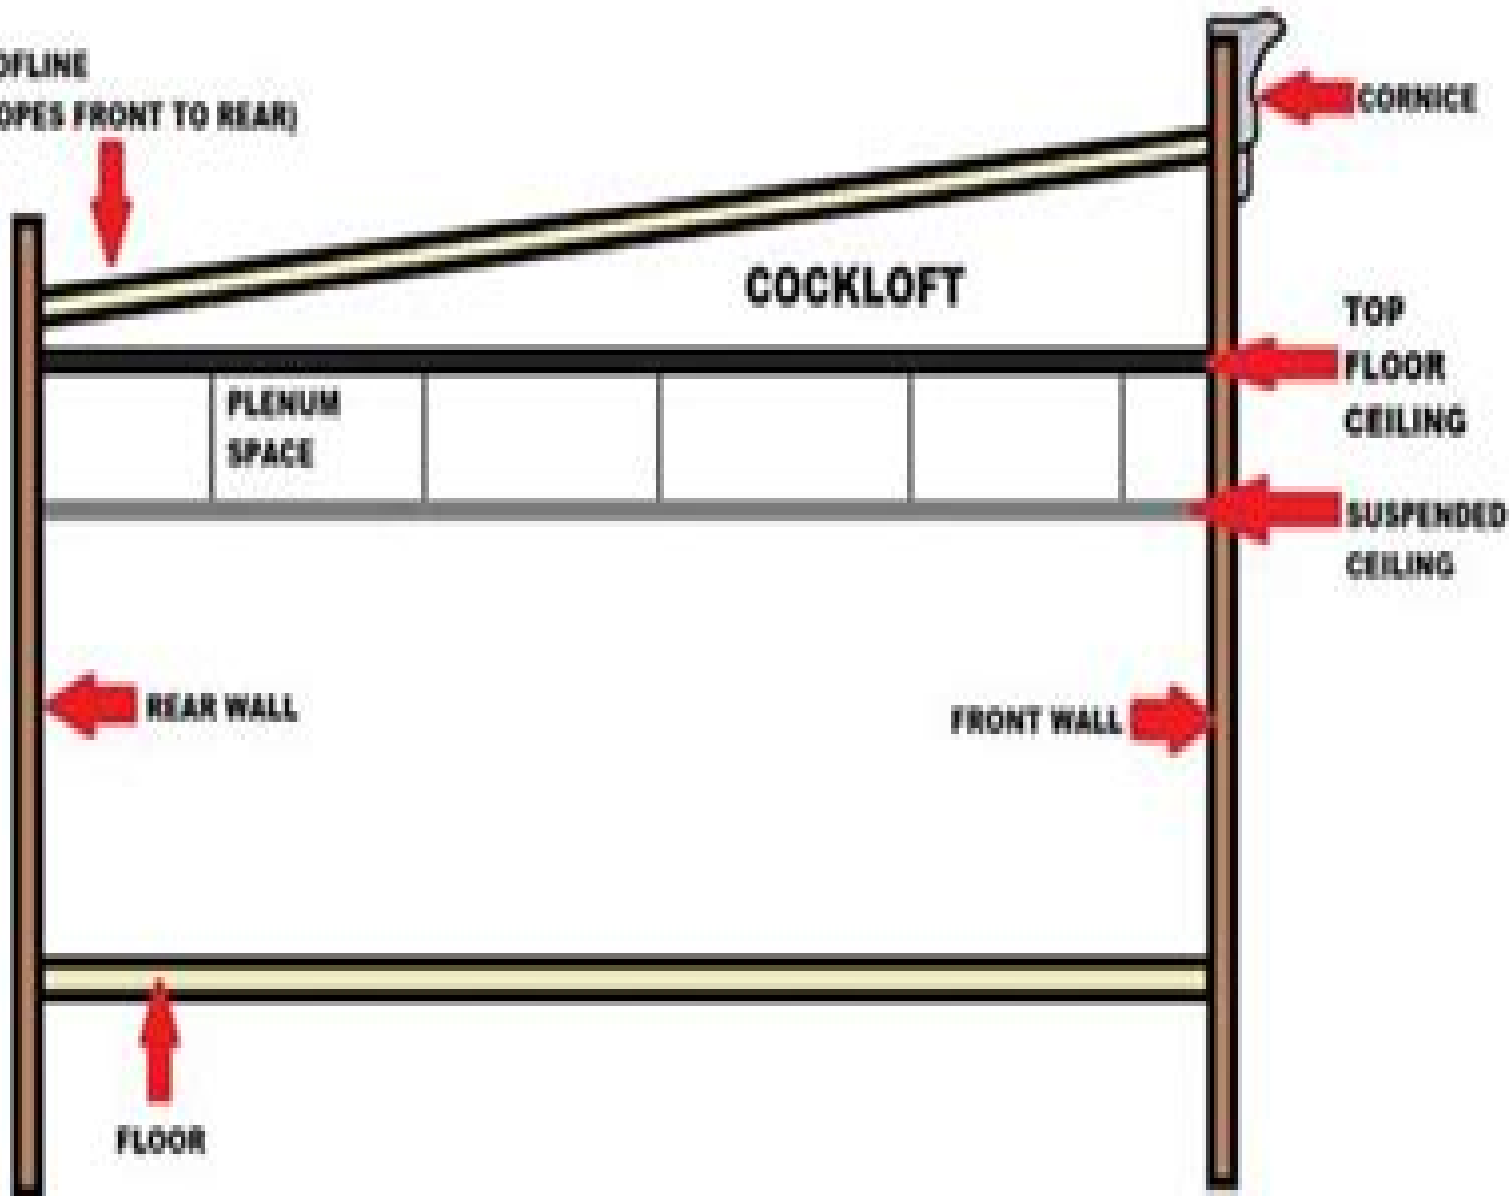 OFLINE
OPES FRONT TO REAR)
CORNICE
COCKLOFT
TOP
FLOOR
CEILING
PLENUM
SPACE
SUSPENDED
CEILING
REAR WALL
FRONT WALL
FLOOR